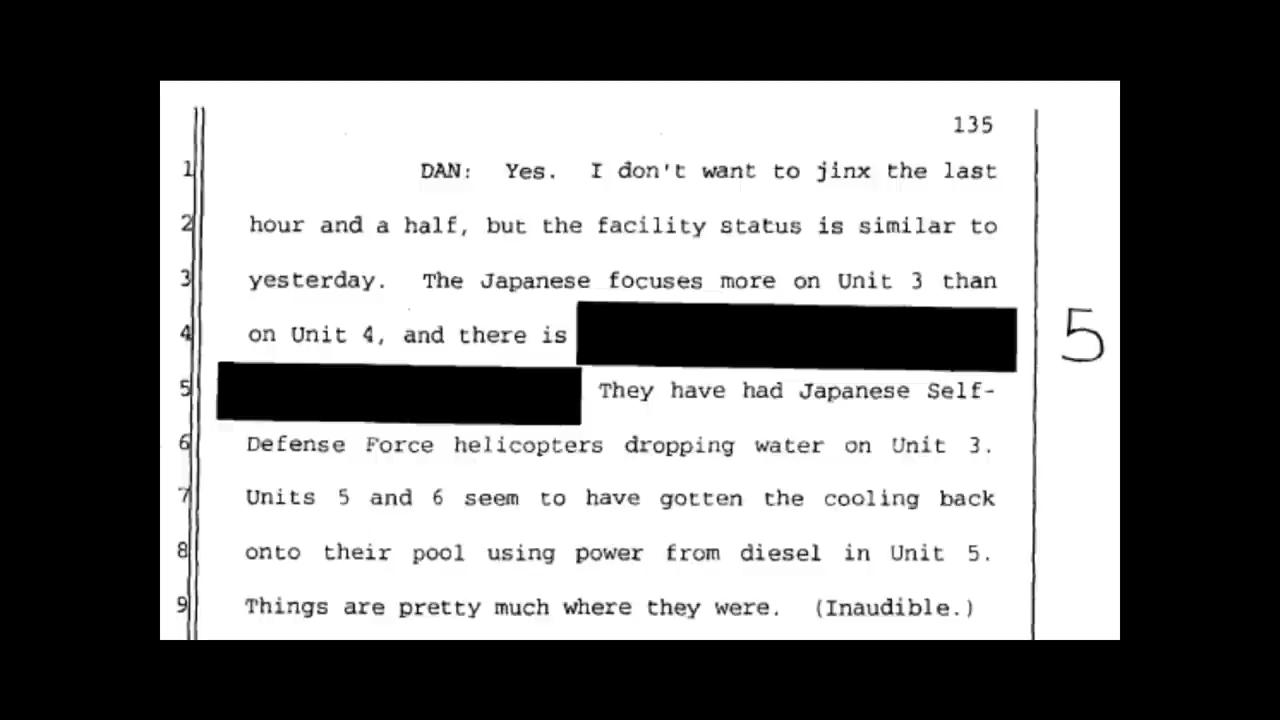 135
1 DAN: Yes. I don't want to jinx the last
2 hour and a half, but the facility status is similar to
3 yesterday. The Japanese focuses more on Unit 3 than
4 on Unit 4, and there is
5
5 They have had Japanese Self-
6 Defense Force helicopters dropping water on Unit 3.
7 Units 5 and 6 seem to have gotten the cooling back
8 onto their pool using power from diesel in Unit 5.
9 Things are pretty much where they were. (Inaudible.)